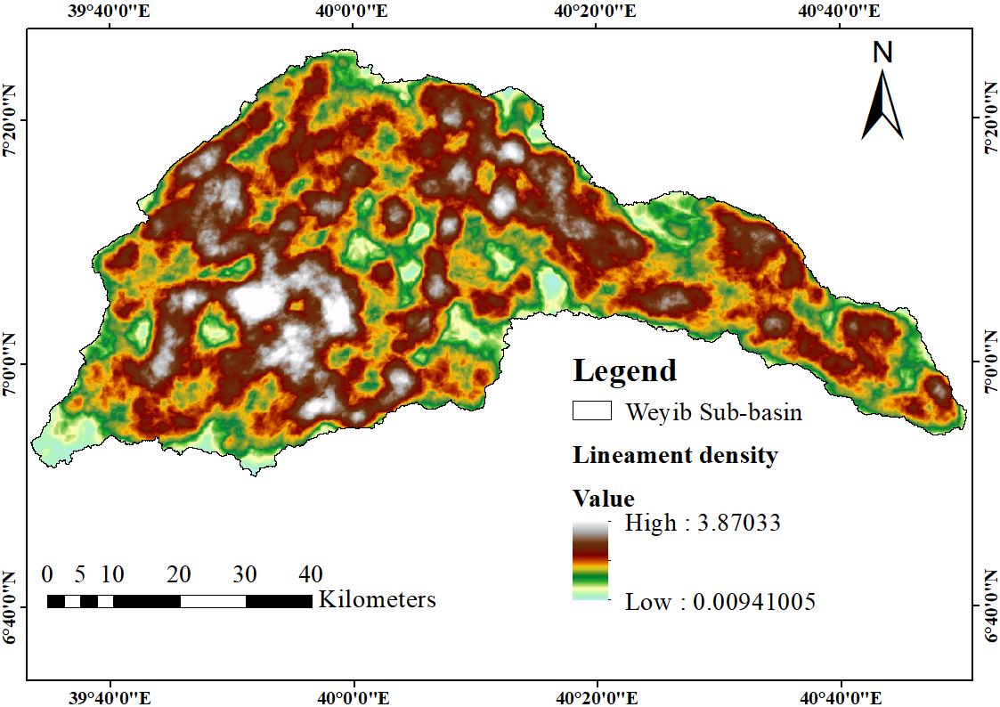 39°40'0"E 40°0'0"E 40°20'0"E 40°40'0"E
N
7°20'0"N 7°20'0"N
7°0'0"N 7°0'0"N
Legend
Weyib Sub-basin
Lineament density
Value
High : 3.87033
Low : 0.00941005
0 5 10 20 30 40
Kilometers
6°40'0"N 6°40'0"N
39°40'0"E 40°0'0"E 40°20'0"E 40°40'0"E